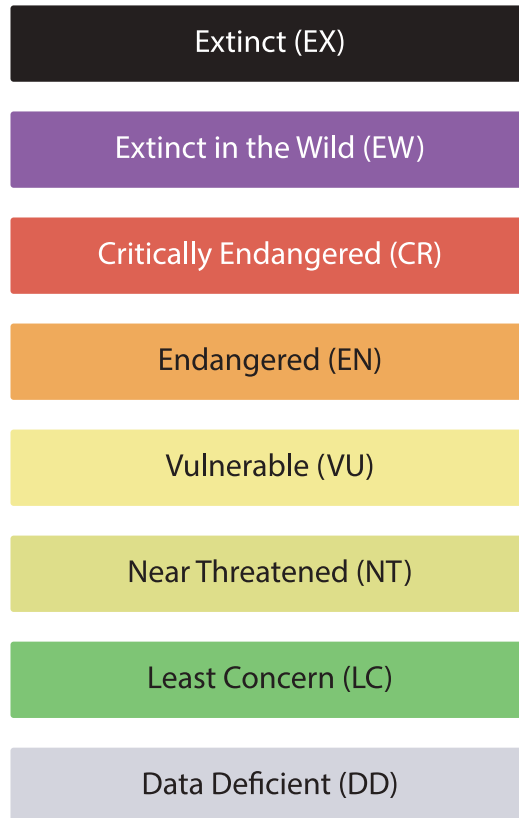 Extinct (EX)
Extinct in the Wild (EW)
Critically Endangered (CR)
Endangered (EN)
Vulnerable (VU)
Near Threatened (NT)
Least Concern (LC)
Data Deficient (DD)